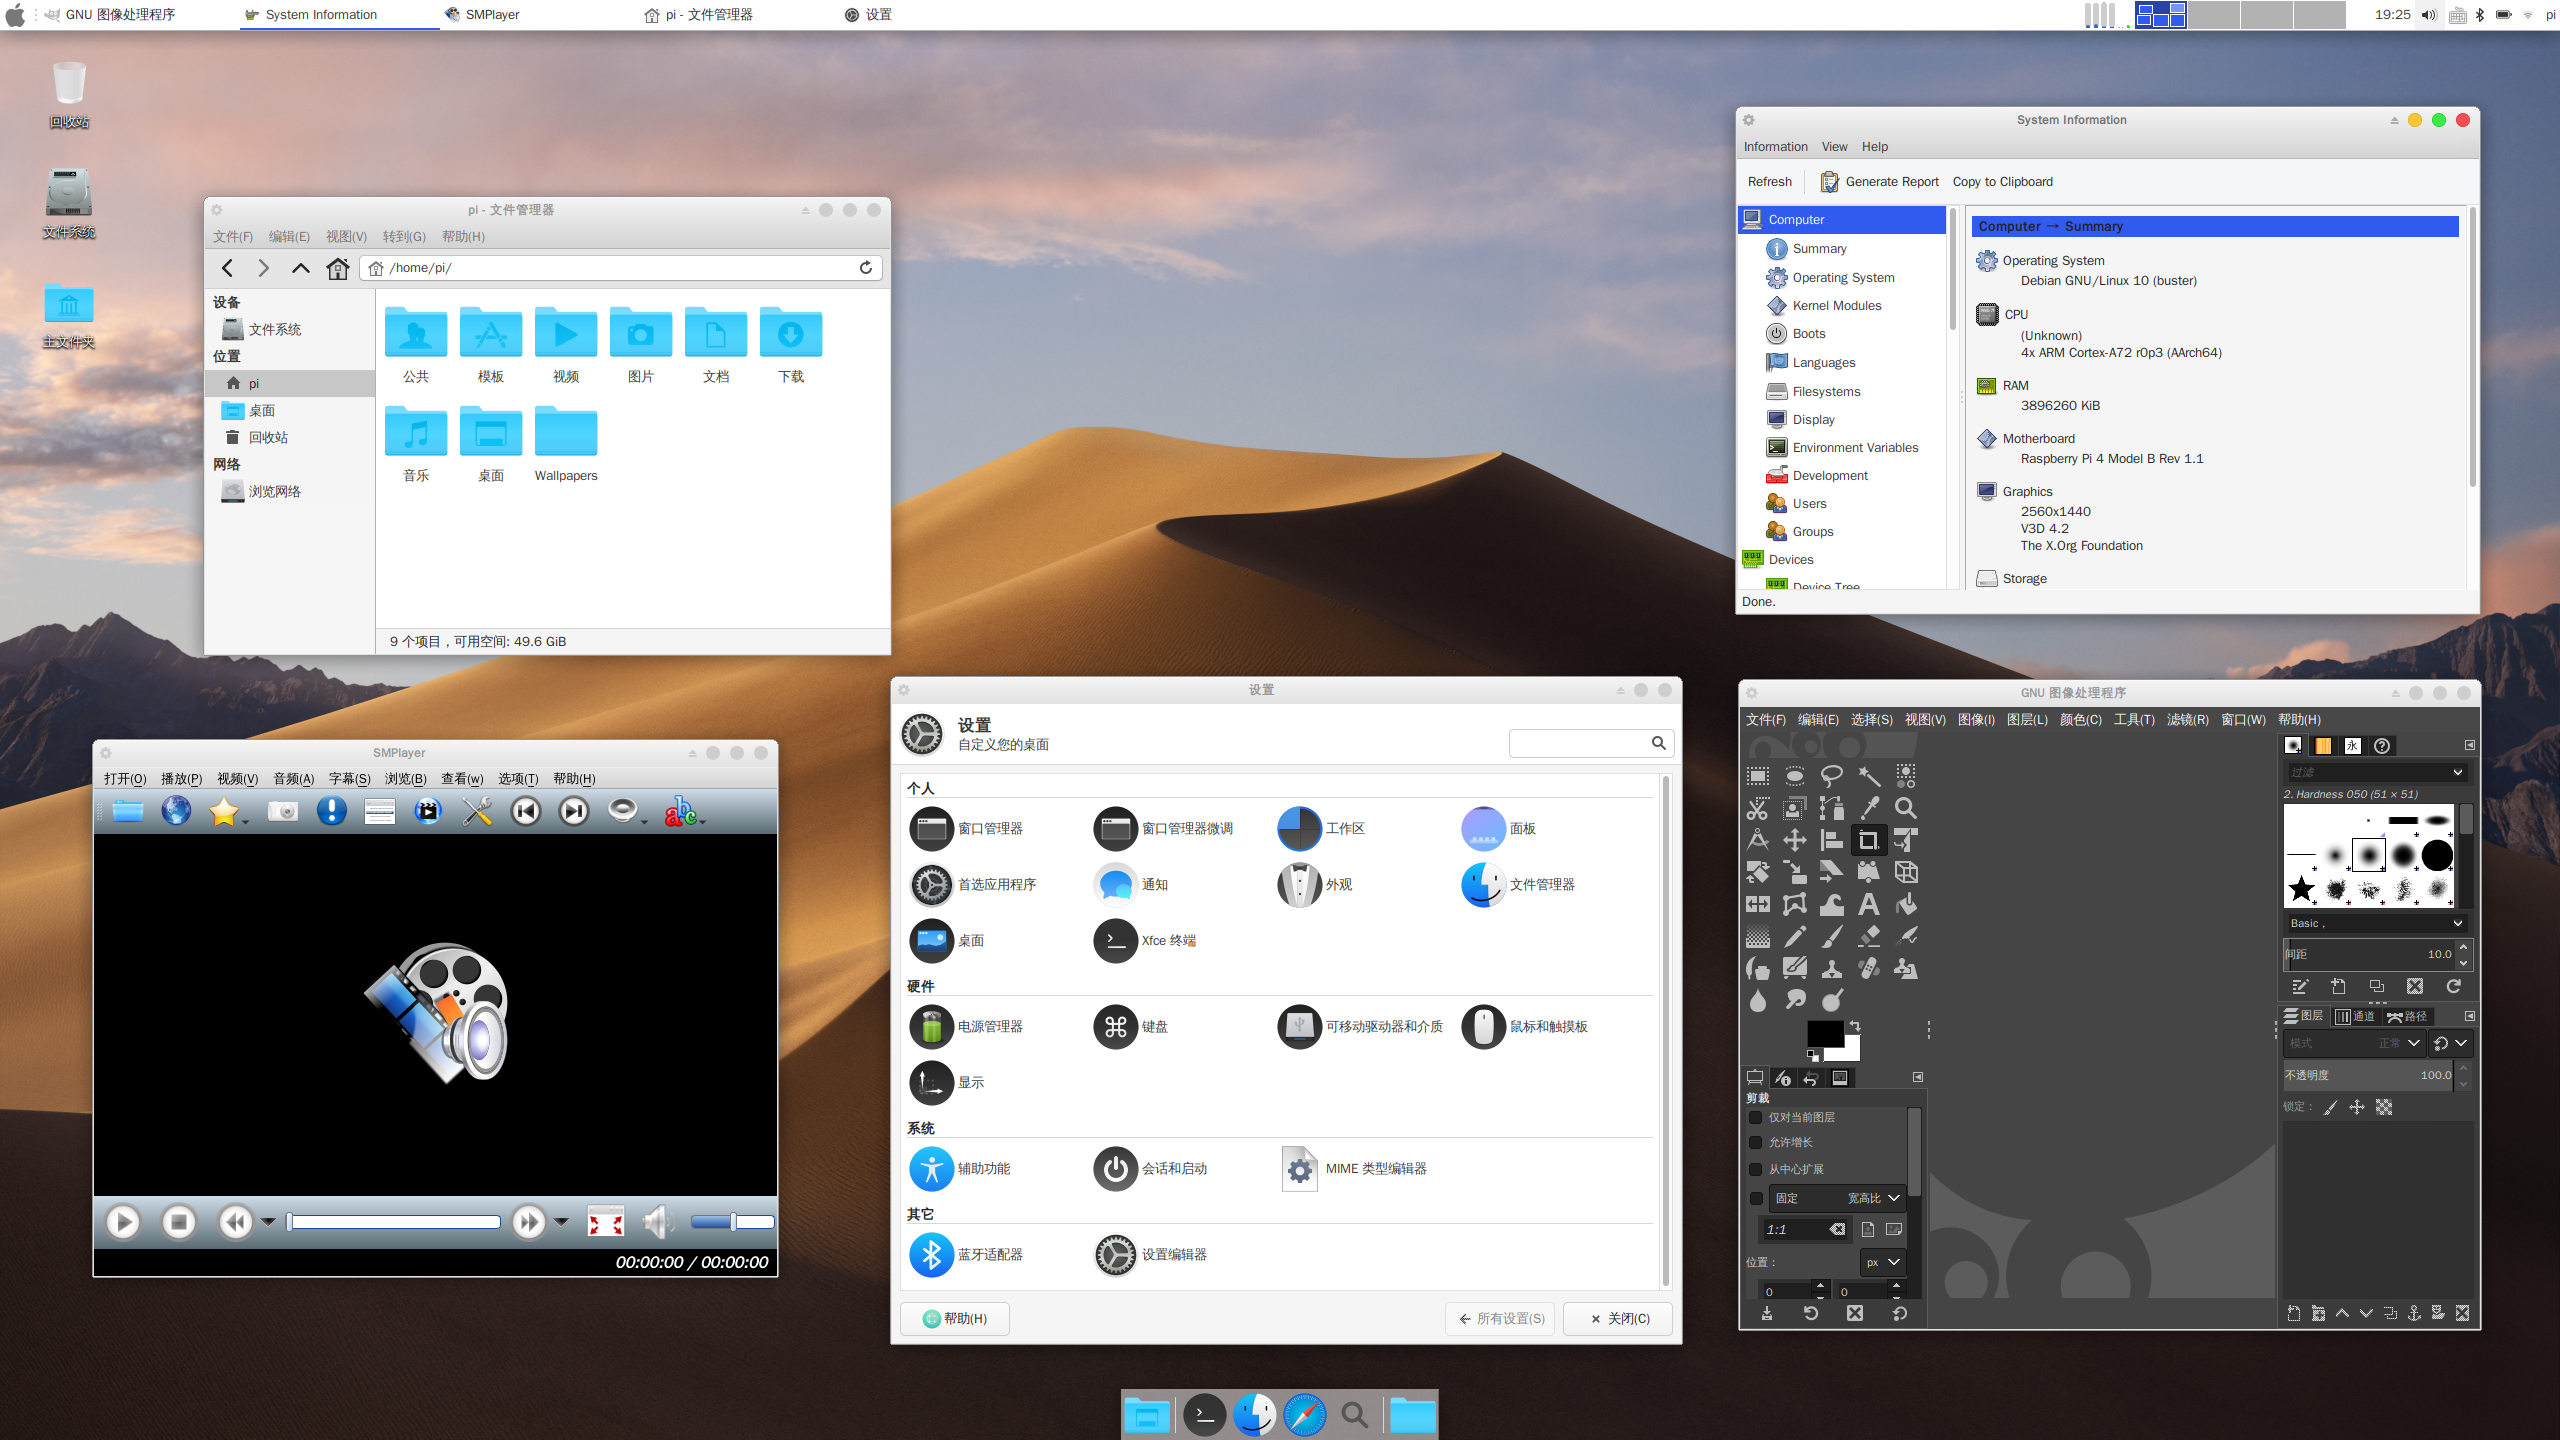 GNU 图像处理程序
System Information
SMPlayer
pi - 文件管理器
设置
19:25
pi
回收站
文件系统
主文件夹
pi - 文件管理器
文件(F) 编辑(E) 视图(V) 转到(G) 帮助(H)
/home/pi/
设备
文件系统
位置
pi
桌面
回收站
网络
浏览网络
公共 模板 视频 图片 文档 下载
音乐 桌面 Wallpapers
9 个项目，可用空间: 49.6 GiB
System Information
Information View Help
Refresh Generate Report Copy to Clipboard
Computer
Summary
Operating System
Kernel Modules
Boots
Languages
Filesystems
Display
Environment Variables
Development
Users
Groups
Devices
Device Tree
Computer → Summary
Operating System
Debian GNU/Linux 10 (buster)
CPU
(Unknown)
4x ARM Cortex-A72 r0p3 (AArch64)
RAM
3896260 KiB
Motherboard
Raspberry Pi 4 Model B Rev 1.1
Graphics
2560x1440
V3D 4.2
The X.Org Foundation
Storage
Done.
SMPlayer
打开(O) 播放(P) 视频(V) 音频(A) 字幕(S) 浏览(B) 查看(w) 选项(T) 帮助(H)
abc
00:00:00 / 00:00:00
设置
设置
自定义您的桌面
个人
窗口管理器 窗口管理器微调 工作区 面板
首选应用程序 通知 外观 文件管理器
桌面 Xfce 终端
硬件
电源管理器 键盘 可移动驱动器和介质 鼠标和触摸板
显示
系统
辅助功能 会话和启动 MIME 类型编辑器
其它
蓝牙适配器 设置编辑器
帮助(H) 所有设置(S) 关闭(C)
GNU 图像处理程序
文件(F) 编辑(E) 选择(S) 视图(V) 图像(I) 图层(L) 颜色(C) 工具(T) 滤镜(R) 窗口(W) 帮助(H)
永
过滤
2. Hardness 050 (51 × 51)
Basic ,
间距 10.0
图层 通道 路径
模式 正常
不透明度 100.0
锁定：
剪裁
仅对当前图层
允许增长
从中心扩展
固定 宽高比
1:1
位置： px
0 0